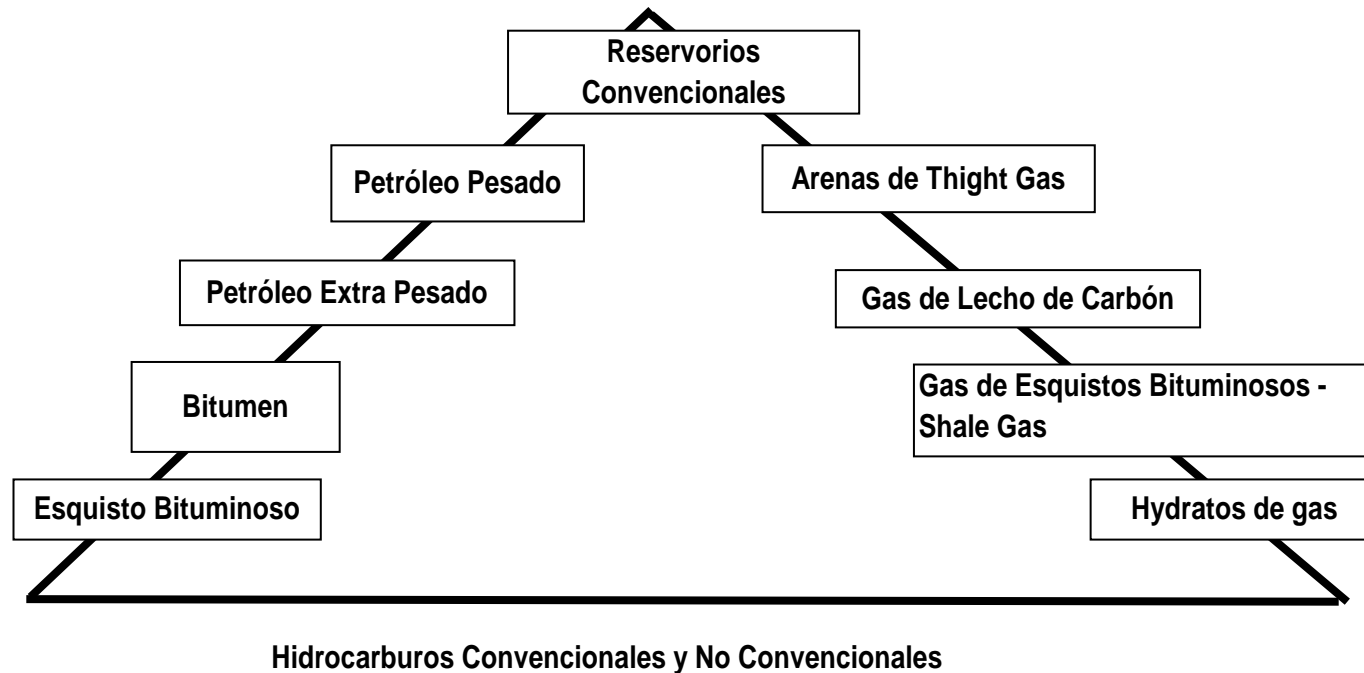 Reservorios
Convencionales
Petróleo Pesado
Arenas de Thight Gas
Petróleo Extra Pesado
Gas de Lecho de Carbón
Bitumen
Gas de Esquistos Bituminosos -
Shale Gas
Esquisto Bituminoso
Hydratos de gas
Hidrocarburos Convencionales y No Convencionales